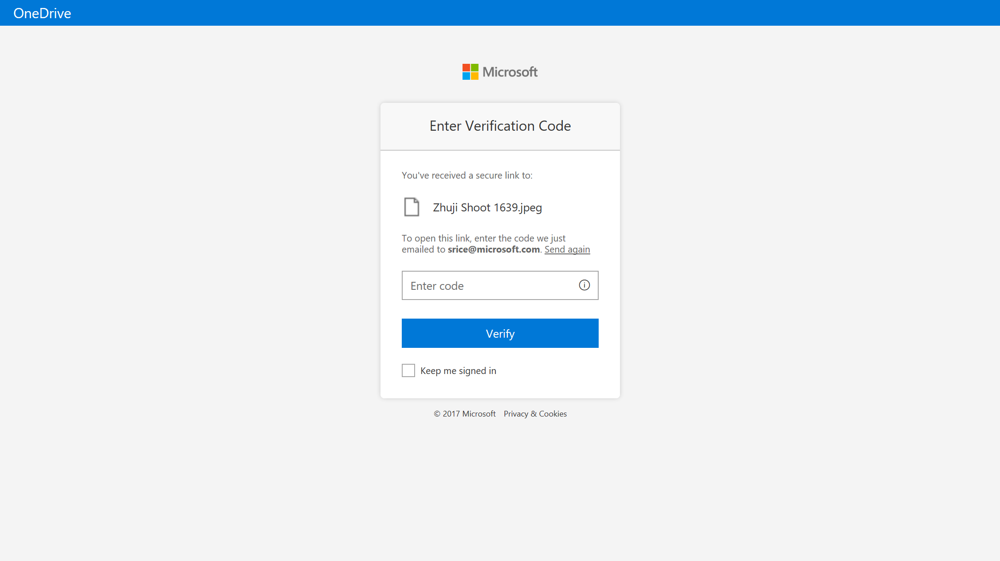 OneDrive
Microsoft
Enter Verification Code
You've received a secure link to:
Zhuji Shoot 1639.jpeg
To open this link, enter the code we just
emailed to srice@microsoft.com. Send again
Enter code
Verify
Keep me signed in
© 2017 Microsoft Privacy & Cookies